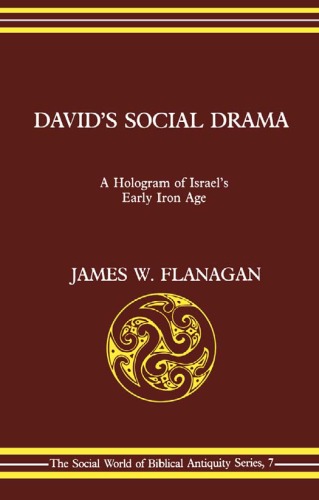 DAVID'S SOCIAL DRAMA
A Hologram of Israel's
Early Iron Age
JAMES W. FLANAGAN
The Social World of Biblical Antiquity Series, 7